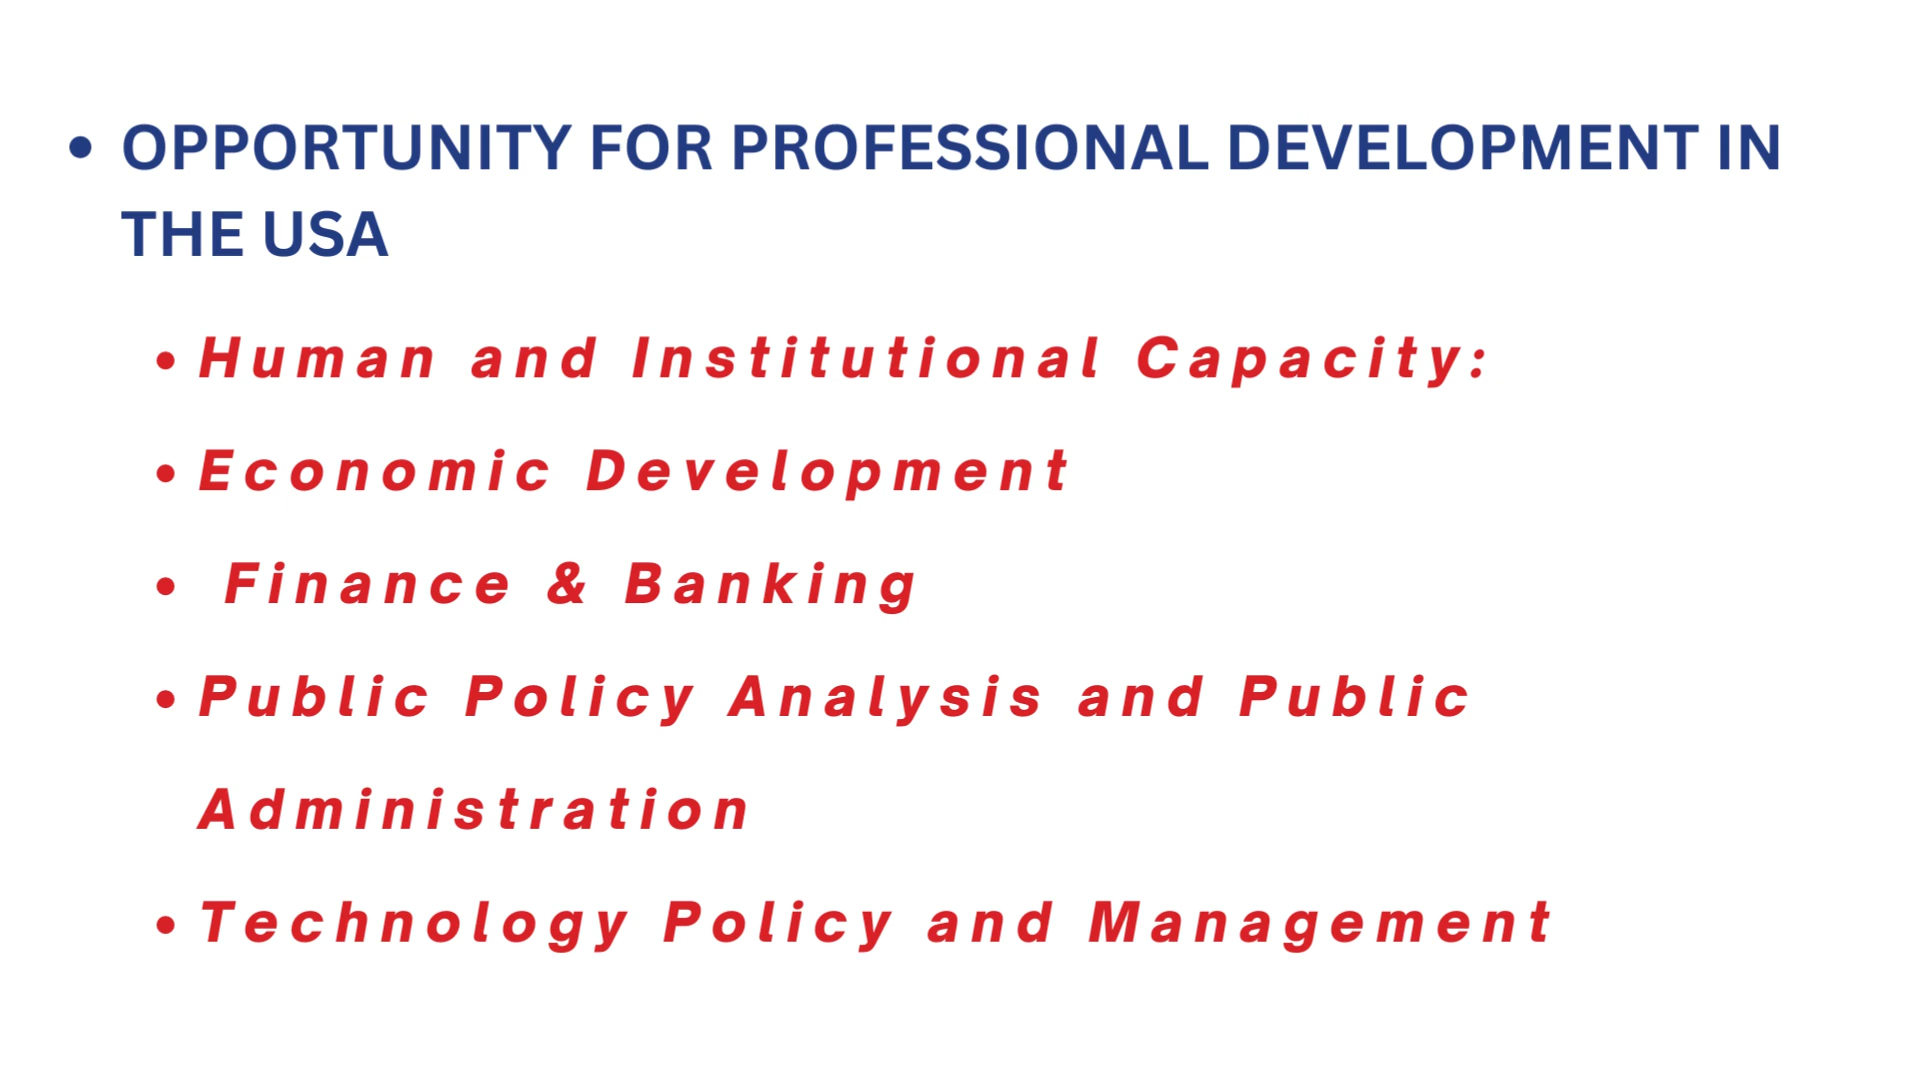 • OPPORTUNITY FOR PROFESSIONAL DEVELOPMENT IN
THE USA
• Human and Institutional Capacity:
• Economic Development
• Finance & Banking
• Public Policy Analysis and Public
Administration
• Technology Policy and Management